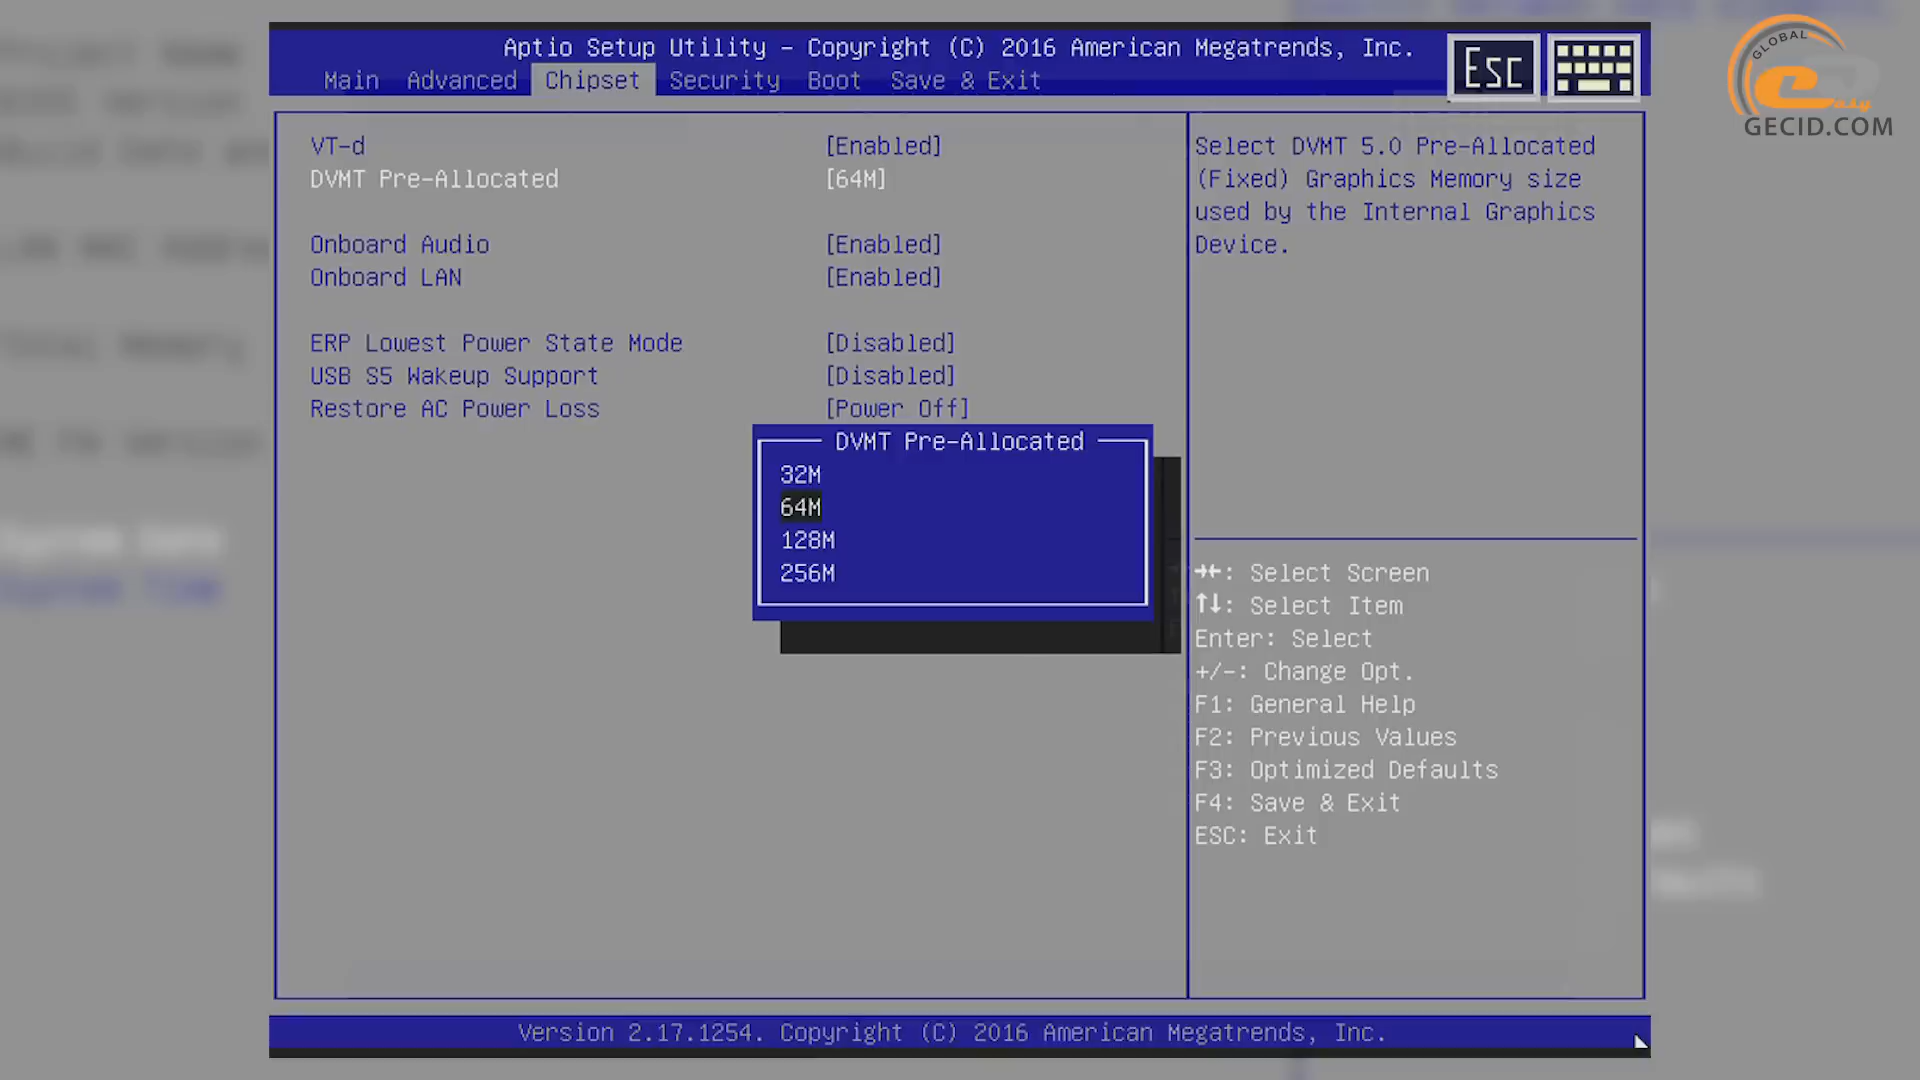 Aptio Setup Utility - Copyright (C) 2016 American Megatrends, Inc.
Main Advanced Chipset Security Boot Save & Exit
Esc
GLOBAL
GECID.COM
VT-d [Enabled]
DVMT Pre-Allocated [64M]
Onboard Audio [Enabled]
Onboard LAN [Enabled]
ERP Lowest Power State Mode [Disabled]
USB S5 Wakeup Support [Disabled]
Restore AC Power Loss [Power Off]
DVMT Pre-Allocated
32M
64M
128M
256M
Select DVMT 5.0 Pre-Allocated
(Fixed) Graphics Memory size
used by the Internal Graphics
Device.
→←: Select Screen
↑↓: Select Item
Enter: Select
+/-: Change Opt.
F1: General Help
F2: Previous Values
F3: Optimized Defaults
F4: Save & Exit
ESC: Exit
Version 2.17.1254. Copyright (C) 2016 American Megatrends, Inc.